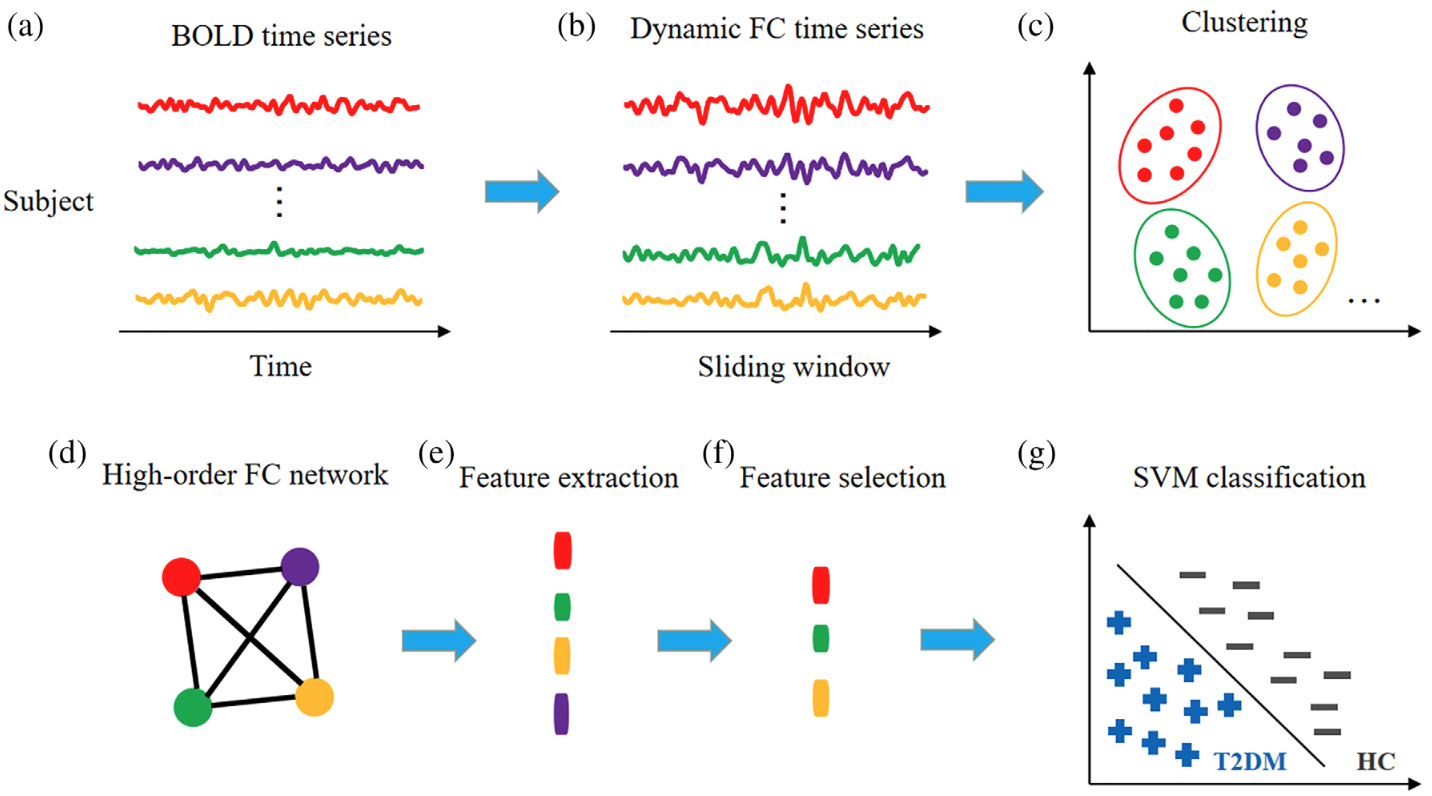 (a)
BOLD time series
Subject
⋮
Time
(b)
Dynamic FC time series
⋮
Sliding window
(c)
Clustering
...
(d)
High-order FC network
(e)
Feature extraction
(f)
Feature selection
(g)
SVM classification
T2DM
HC